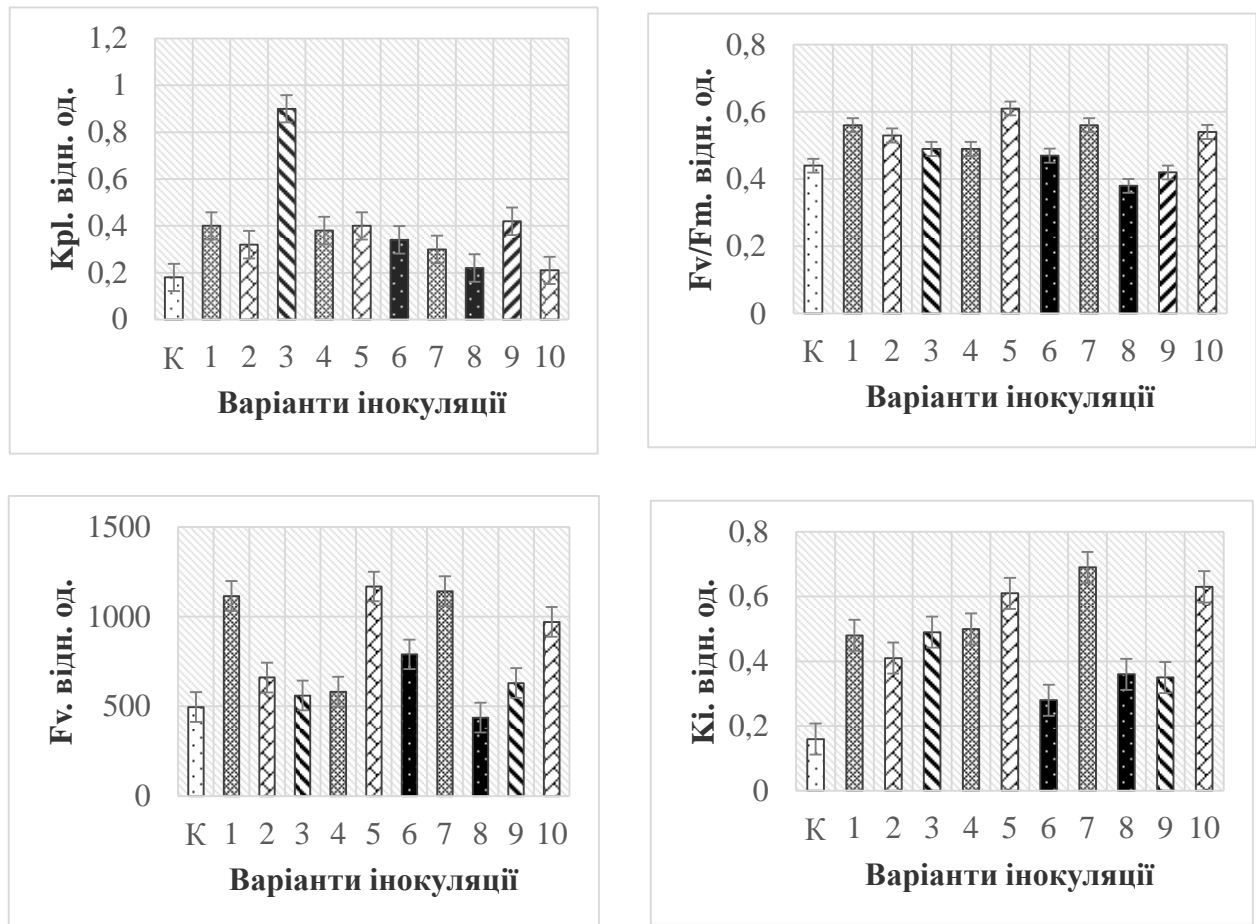 Kpl. відн. од.
1,2
1
0,8
0,6
0,4
0,2
0
К 1 2 3 4 5 6 7 8 9 10
Варіанти інокуляції
Fv/Fm. відн. од.
0,8
0,6
0,4
0,2
0
К 1 2 3 4 5 6 7 8 9 10
Варіанти інокуляції
Fv. відн. од.
1500
1000
500
0
К 1 2 3 4 5 6 7 8 9 10
Варіанти інокуляції
Ki. відн. од.
0,8
0,6
0,4
0,2
0
К 1 2 3 4 5 6 7 8 9 10
Варіанти інокуляції